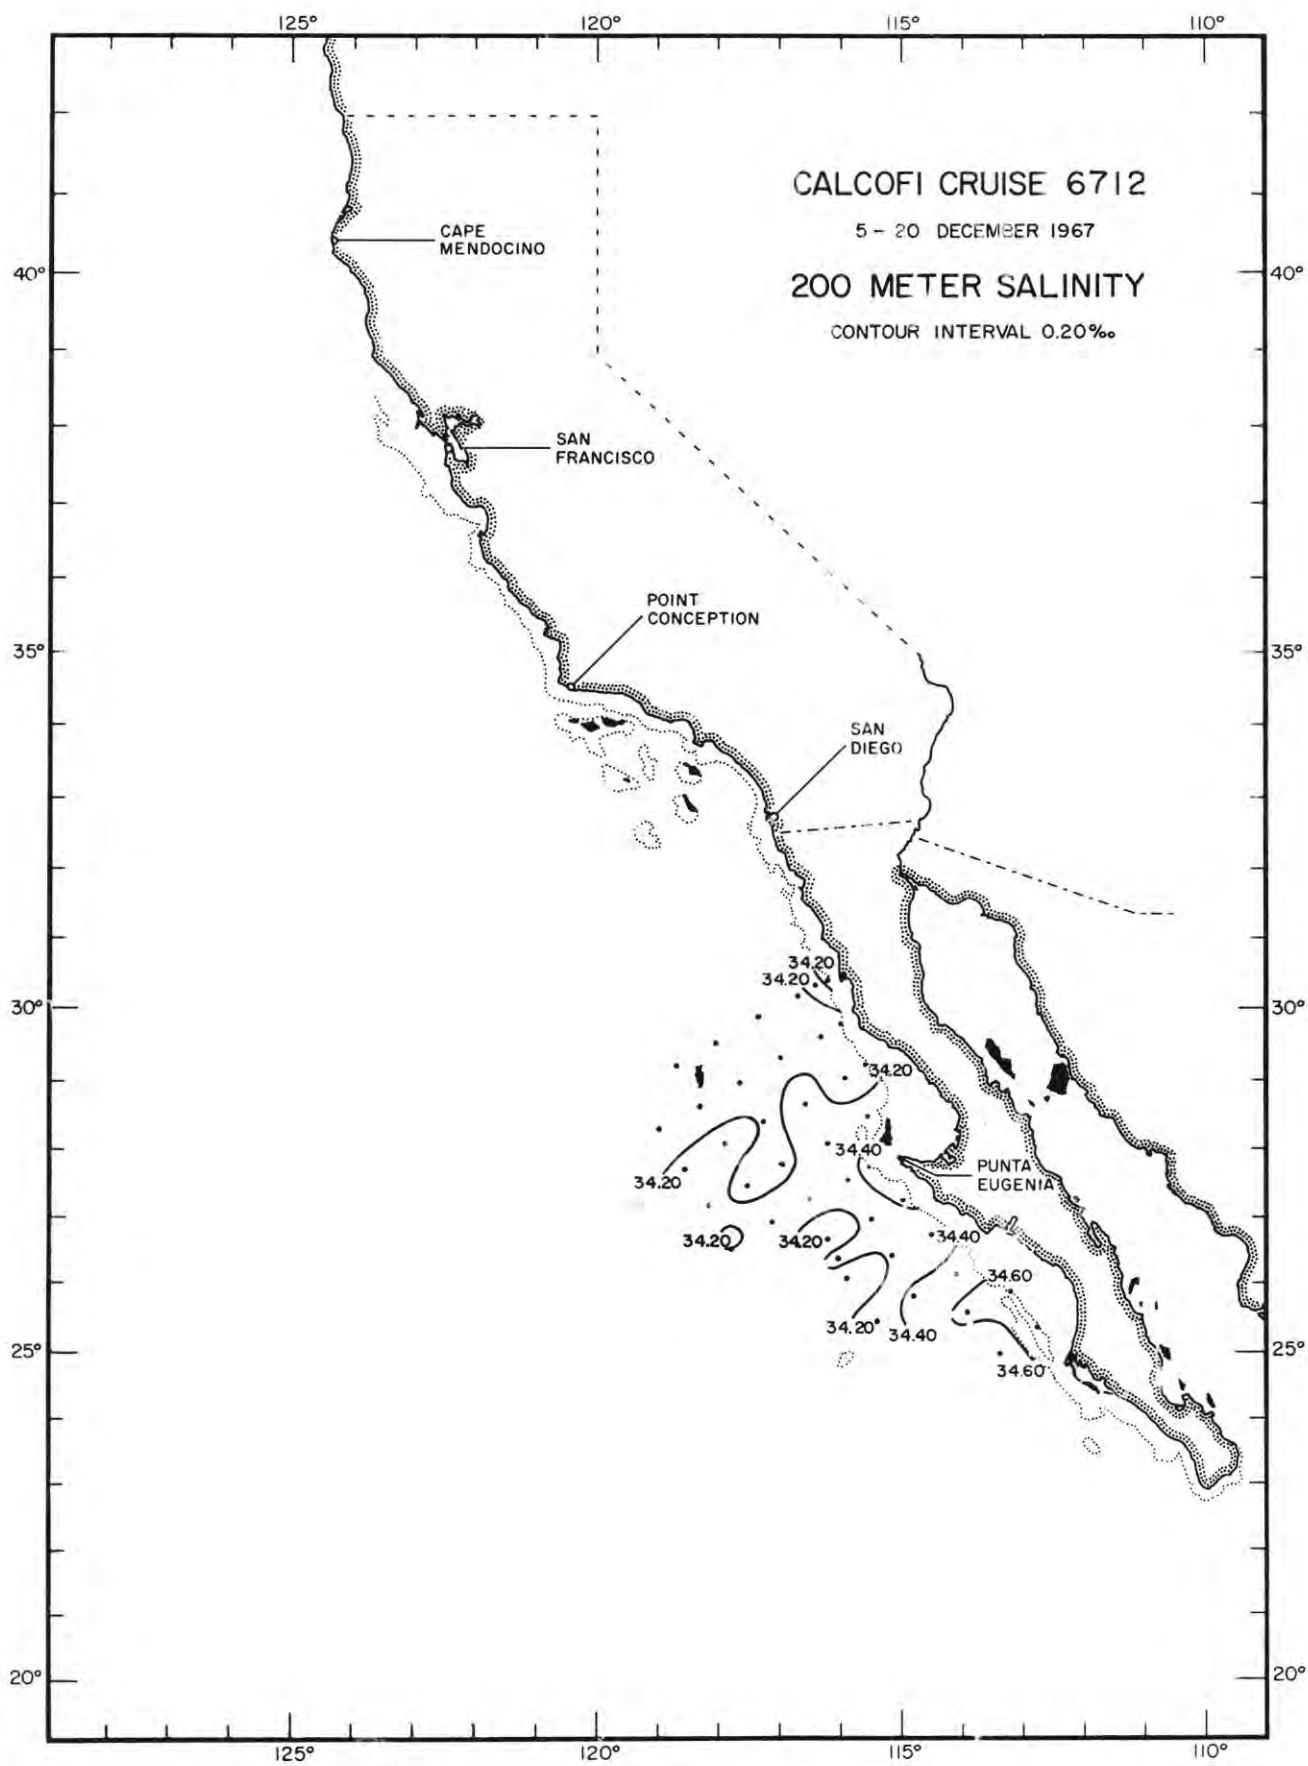 125° 120° 115° 110°
CALCOFI CRUISE 6712
5 - 20 DECEMBER 1967
200 METER SALINITY
CONTOUR INTERVAL 0.20‰
CAPE
MENDOCINO
40° 40°
SAN
FRANCISCO
POINT
CONCEPTION
35° 35°
SAN
DIEGO
34.20
34.20
30° 30°
34.20
34.40
PUNTA
EUGENIA
34.20
34.20 34.20 34.40
34.60
34.20 34.40
25° 25°
34.60
20° 20°
125° 120° 115° 110°